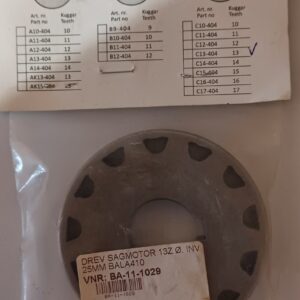 Art. nr. Kuggar
Part no Teeth
A10-404 10
A11-404 11
A12-404 12
A13-404 13
A14-404 14
AK13-404 13
Art. nr. Kuggar
Part no Teeth
B9-404 9
B10-404 10
B11-404 11
B12-404 12
Art. nr. Kuggar
Part no Teeth
C10-404 10
C11-404 11
C12-404 12
C13-404 13
C14-404 14
C15-404 15
C16-404 16
C17-404 17
DREV SAGMOTOR 13Z Ø. INV
25MM BALA410
VNR: BA-11-1029
BA-11-1029